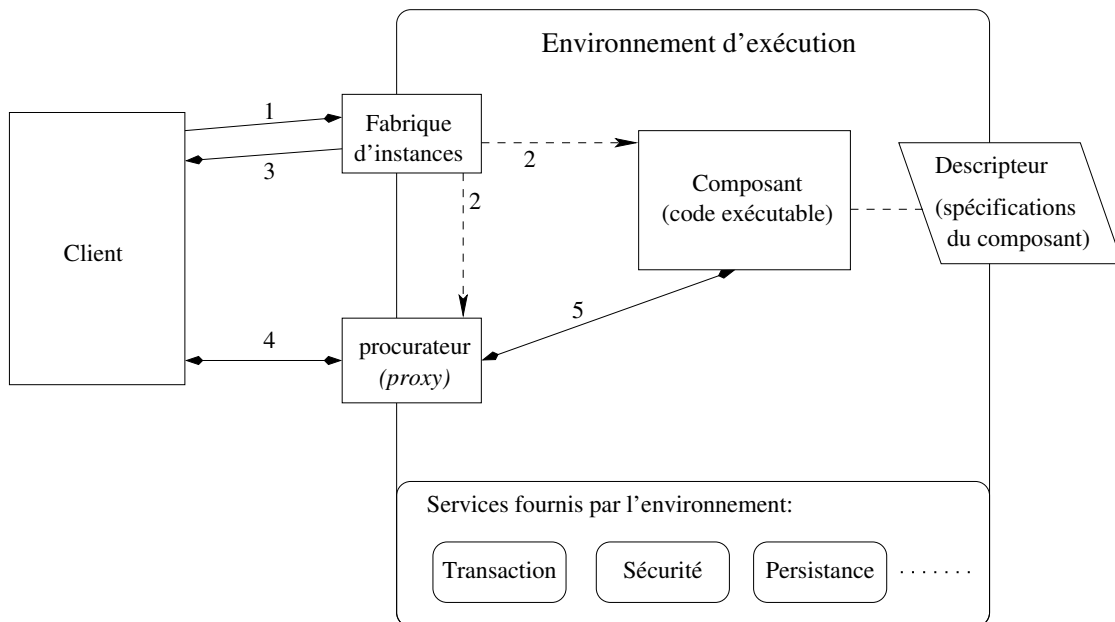 Environnement d'exécution
1
Fabrique
d'instances
3
2
2
Client
Composant
(code exécutable)
Descripteur
(spécifications
du composant)
4
procurateur
(proxy)
5
Services fournis par l'environnement:
Transaction
Sécurité
Persistance
.......